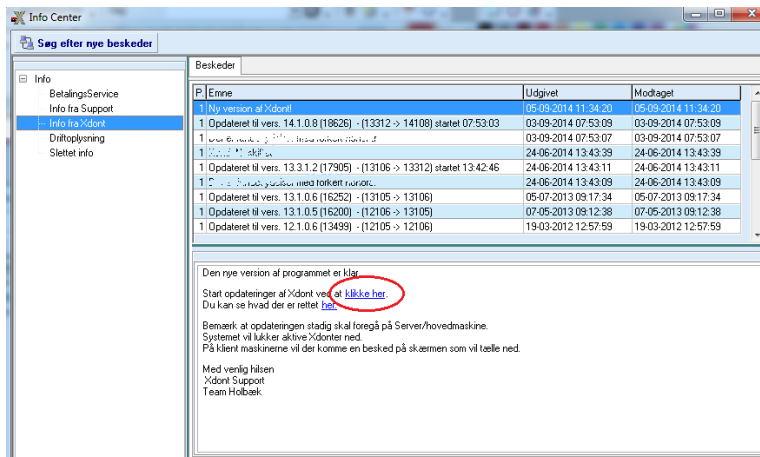 Info Center
Søg efter nye beskeder
Info
BetalingsService
Info fra Support
Info fra Xdont
Driftoplysning
Slettet info
Beskeder
P. Emne Udgivet Modtaget
1 Ny version af Xdont! 05-09-2014 11:34:20 05-09-2014 11:34:20
1 Opdateret til vers. 14.1.0.8 (18626) - (13312 -> 14108) startet 07:53:03 03-09-2014 07:53:09 03-09-2014 07:53:09
1 03-09-2014 07:53:07 03-09-2014 07:53:07
1 24-06-2014 13:43:39 24-06-2014 13:43:39
1 Opdateret til vers. 13.3.1.2 (17905) - (13106 -> 13312) startet 13:42:46 24-06-2014 13:43:11 24-06-2014 13:43:11
1 med forkert 24-06-2014 13:43:09 24-06-2014 13:43:09
1 Opdateret til vers. 13.1.0.6 (16252) - (13105 -> 13106) 05-07-2013 09:17:34 05-07-2013 09:17:34
1 Opdateret til vers. 13.1.0.5 (16200) - (12106 -> 13105) 07-05-2013 09:12:38 07-05-2013 09:12:38
1 Opdateret til vers. 12.1.0.6 (13499) - (12105 -> 12106) 19-03-2012 12:57:59 19-03-2012 12:57:59
Den nye version af programmet er klar.
Start opdateringer af Xdont ved at klikke her.
Du kan se hvad der er rettet her.
Bemærk at opdateringen stadig skal foregå på Server/hovedmaskine.
Systemet vil lukker aktive Xdonter ned.
På klient maskinerne vil der komme en besked på skærmen som vil tælle ned.
Med venlig hilsen
Xdont Support
Team Holbæk